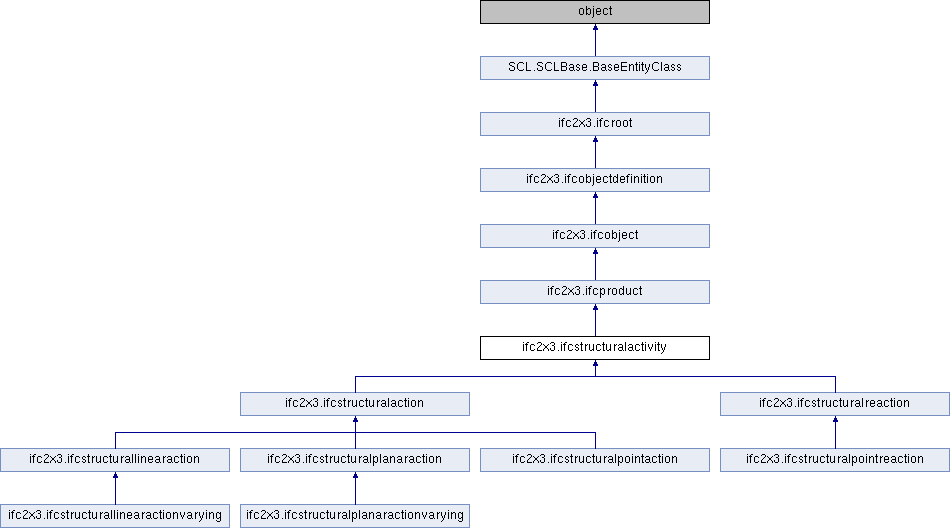 object
SCL.SCLBase.BaseEntityClass
ifc2x3.ifcroot
ifc2x3.ifcobjectdefinition
ifc2x3.ifcobject
ifc2x3.ifcproduct
ifc2x3.ifcstructuralactivity
ifc2x3.ifcstructuralaction
ifc2x3.ifcstructuralreaction
ifc2x3.ifcstructurallinearaction
ifc2x3.ifcstructuralplanaraction
ifc2x3.ifcstructuralpointaction
ifc2x3.ifcstructuralpointreaction
ifc2x3.ifcstructurallinearactionvarying
ifc2x3.ifcstructuralplanaractionvarying